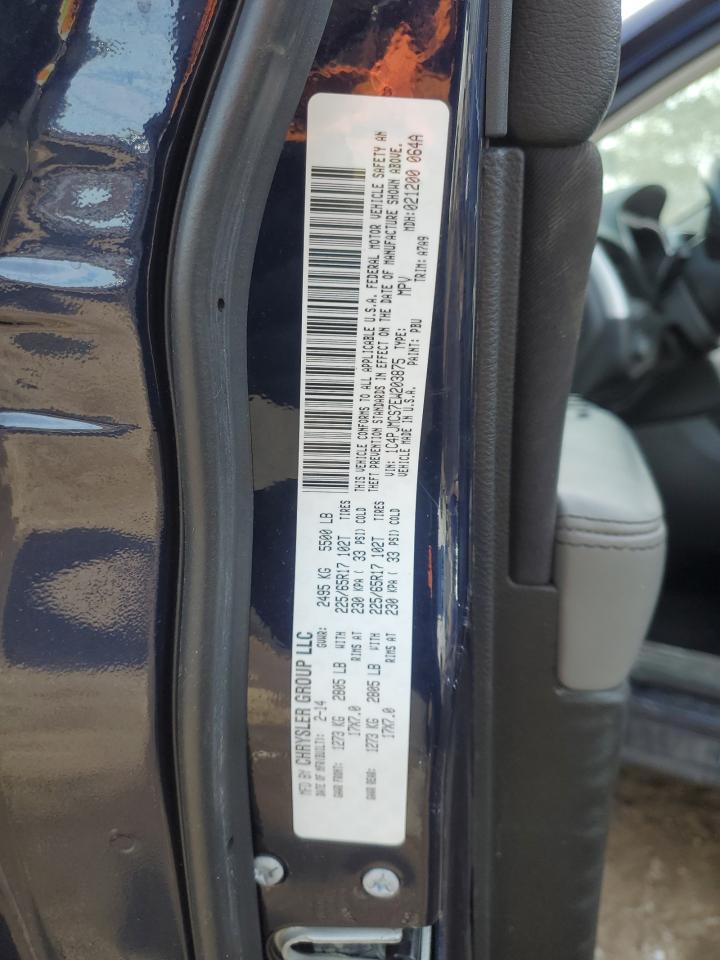 MFD BY CHRYSLER GROUP LLC
DATE OF MFR(BUILT): 2-14 GVWR: 2495 KG 5500 LB
GAWR FRONT: 1273 KG 2805 LB WITH 225/65R17 102T TIRES
17X7.0 RIMS AT 230 KPA ( 33 PSI) COLD
GAWR REAR: 1273 KG 2805 LB WITH 225/65R17 102T TIRES
17X7.0 RIMS AT 230 KPA ( 33 PSI) COLD
THIS VEHICLE CONFORMS TO ALL APPLICABLE U.S.A. FEDERAL MOTOR VEHICLE SAFETY AN
THEFT PREVENTION STANDARDS IN EFFECT ON THE DATE OF MANUFACTURE SHOWN ABOVE.
VIN: 1C4PJMCS7EW203875 TYPE: MPV MDH:021200 064A
VEHICLE MADE IN U.S.A. PAINT: PBU TRIM: A7A9